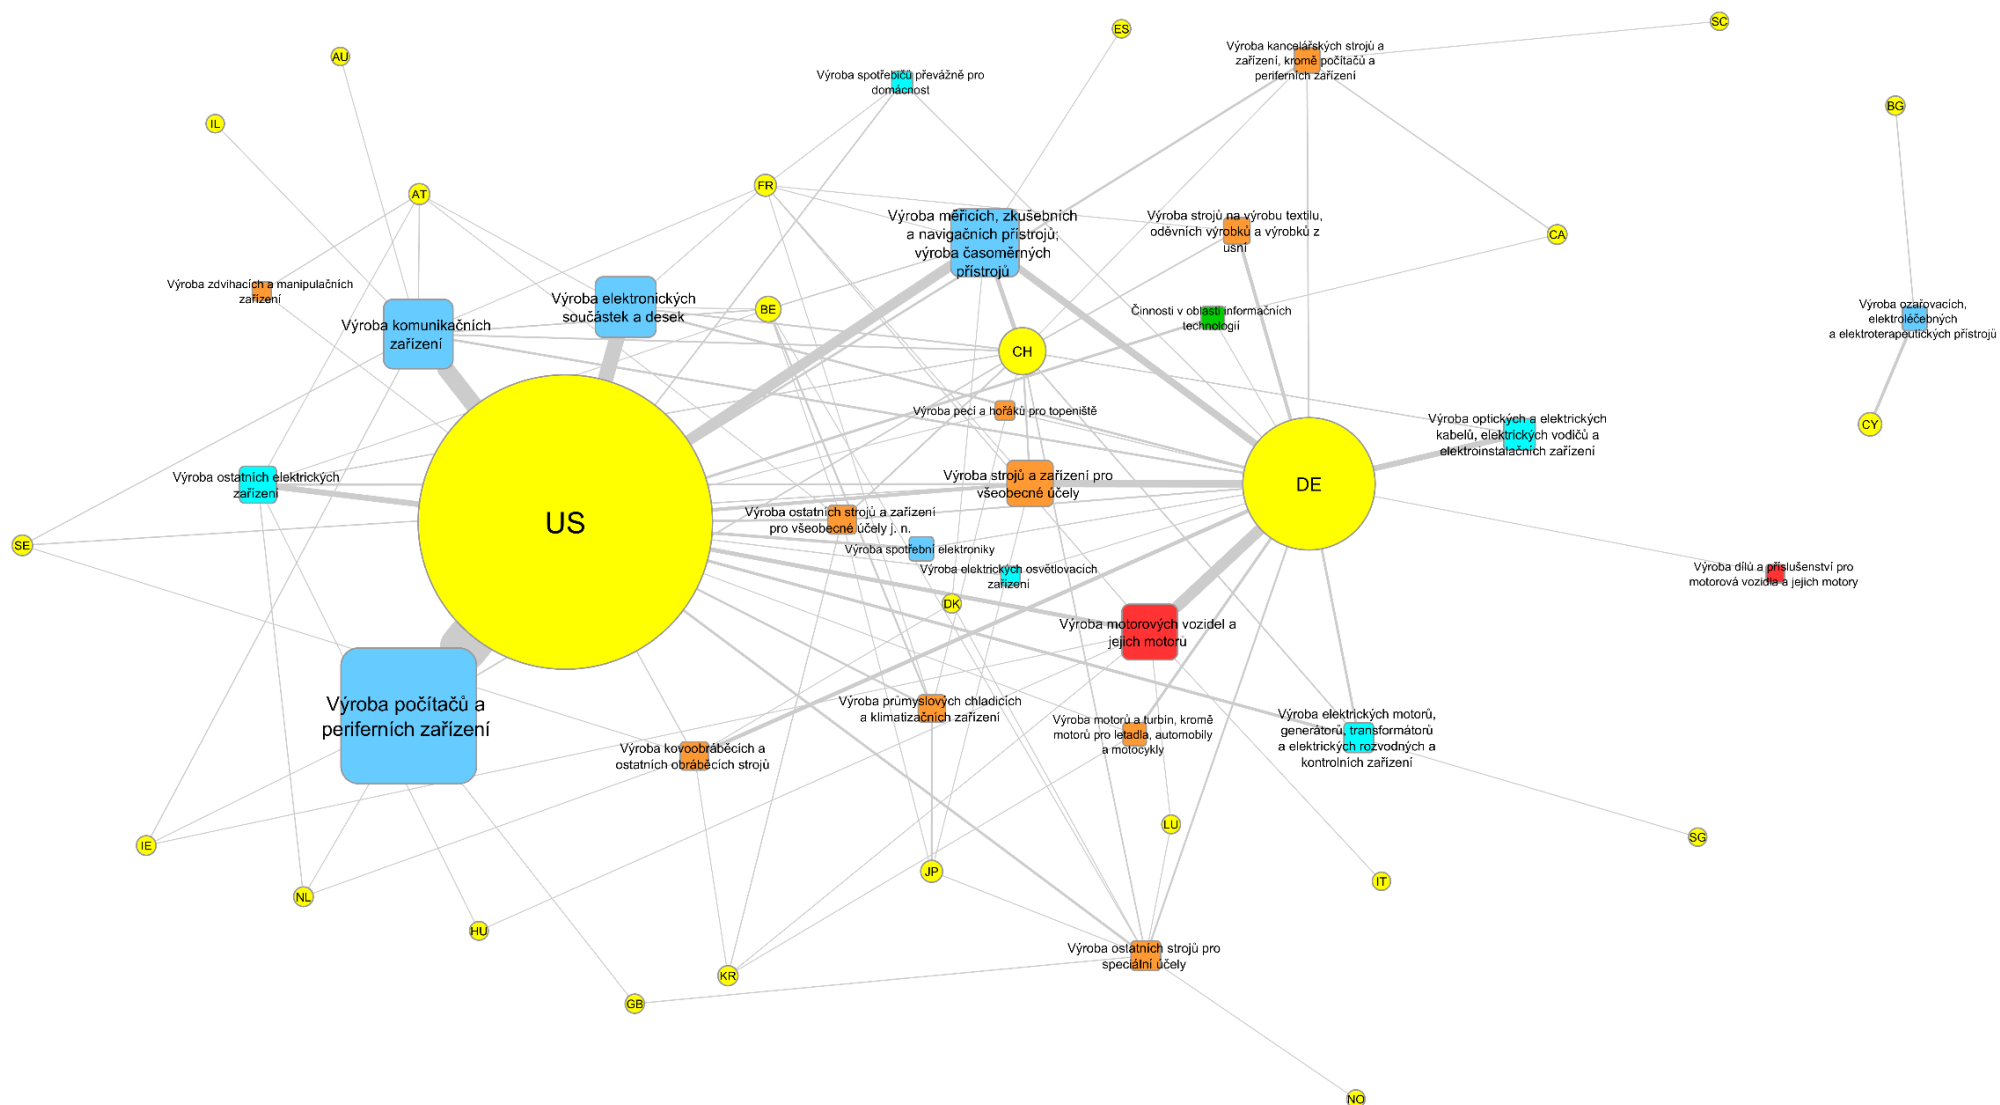 SC
ES
Výroba kancelářských strojů a
zařízení, kromě počítačů a
periferních zařízení
AU
Výroba spotřebičů převážně pro
domácnost
BG
IL
FR
AT
Výroba měřicích, zkušebních
a navigačních přístrojů;
výroba časoměrných
přístrojů
Výroba strojů na výrobu textilu,
oděvních výrobků a výrobků z
usní
CA
Výroba zdvihacích a manipulačních
zařízení
Výroba elektronických
součástek a desek
BE
Činnosti v oblasti informačních
technologií
Výroba ozařovacích,
elektroléčebných
a elektroterapeutických přístrojů
Výroba komunikačních
zařízení
CH
Výroba pecí a hořáků pro topeniště
Výroba optických a elektrických
kabelů, elektrických vodičů a
elektroinstalačních zařízení
CY
Výroba ostatních elektrických
zařízení
Výroba strojů a zařízení pro
všeobecné účely
DE
US
Výroba ostatních strojů a zařízení
pro všeobecné účely j. n.
SE
Výroba spotřební elektroniky
Výroba elektrických osvětlovacích
zařízení
Výroba dílů a příslušenství pro
motorová vozidla a jejich motory
DK
Výroba motorových vozidel a
jejich motorů
Výroba počítačů a
periferních zařízení
Výroba průmyslových chladicích
a klimatizačních zařízení
Výroba motorů a turbin, kromě
motorů pro letadla, automobily
a motocykly
Výroba elektrických motorů,
generátorů, transformátorů
a elektrických rozvodných a
kontrolních zařízení
Výroba kovoobráběcích a
ostatních obráběcích strojů
LU
SG
IE
JP
IT
NL
HU
Výroba ostatních strojů pro
speciální účely
KR
GB
NO